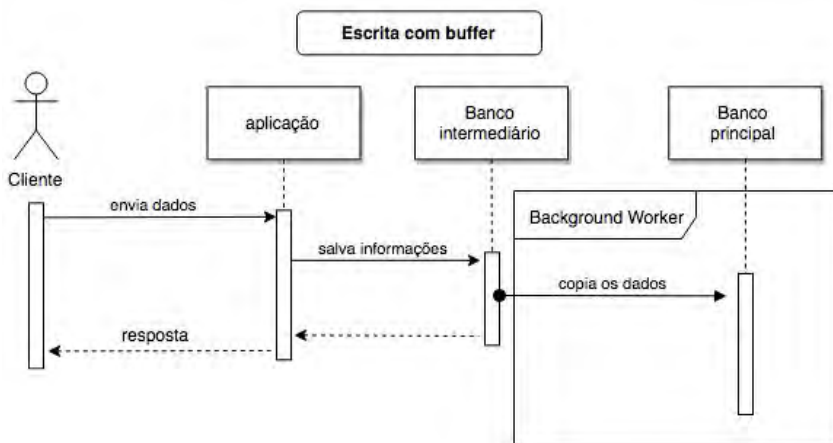 Escrita com buffer
aplicação
Banco
intermediário
Banco
principal
Cliente
envia dados
Background Worker
salva informações
copia os dados
resposta